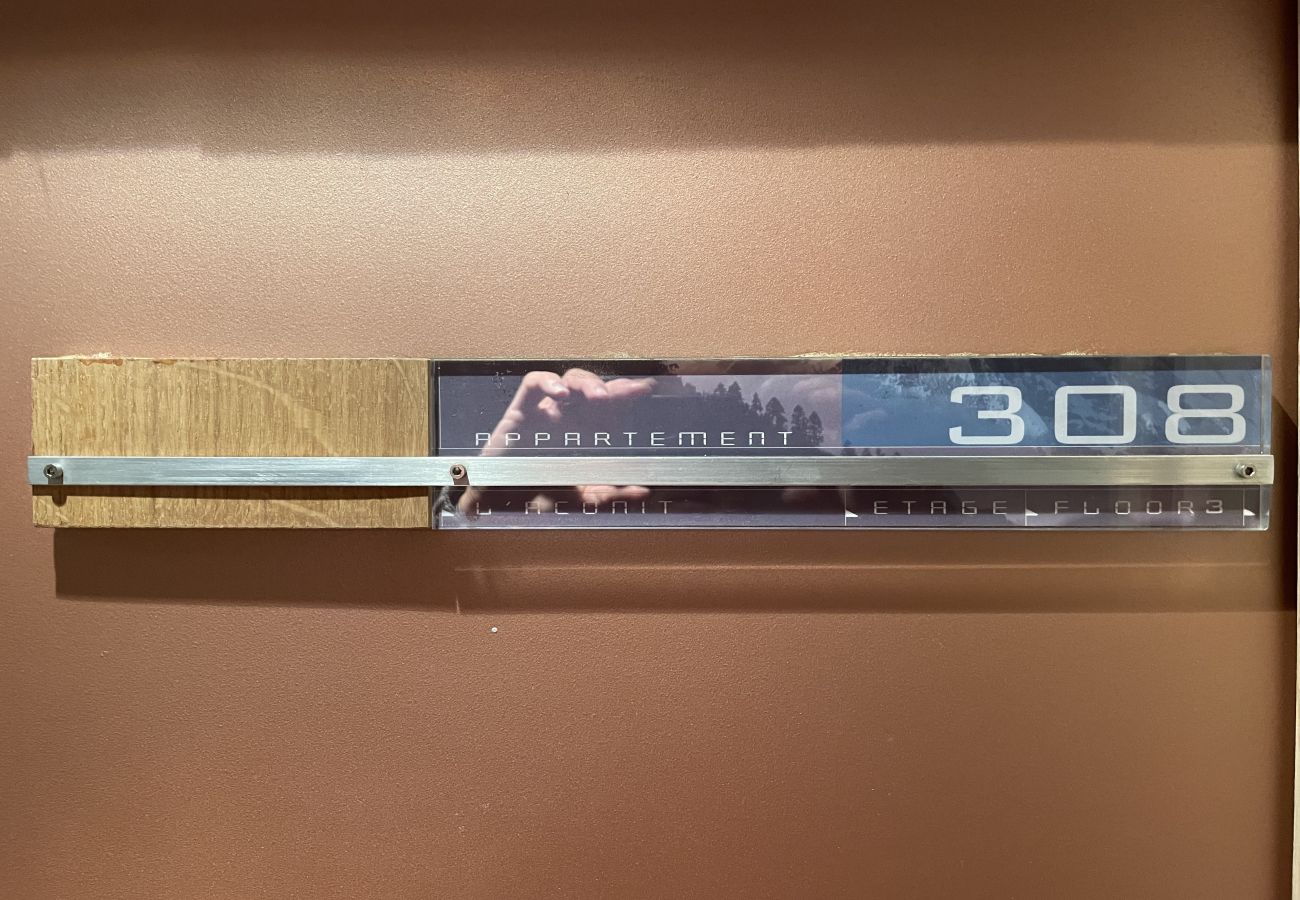 APPARTEMENT 308
L'ACONIT ETAGE FLOOR3